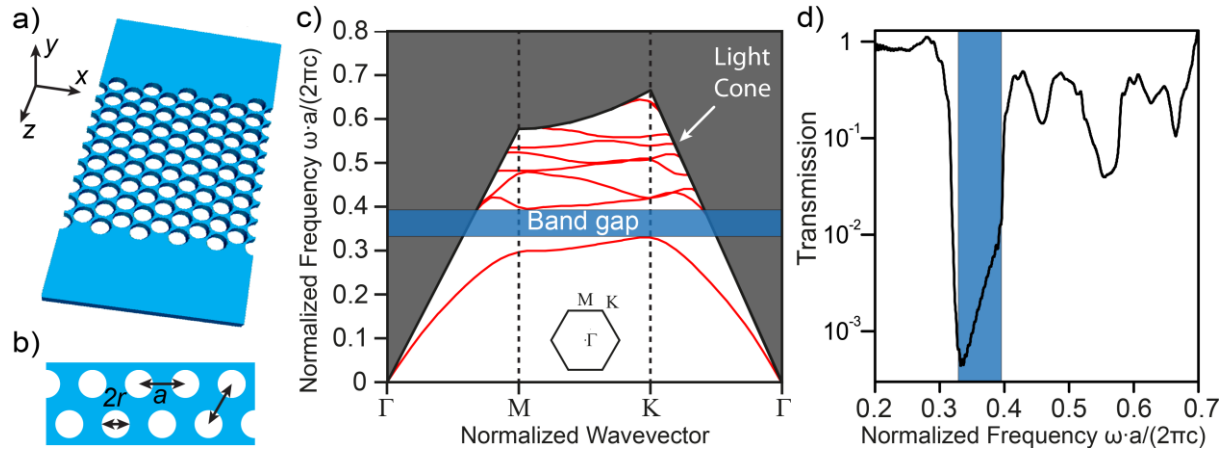 a)
y
x
z
b)
2r
a
c)
Normalized Frequency ω·a/(2πc)
0.8
0.7
0.6
0.5
0.4
0.3
0.2
0.1
0
Light
Cone
Band gap
M K
·Γ
Γ M K Γ
Normalized Wavevector
d)
Transmission
1
10⁻¹
10⁻²
10⁻³
0.2 0.3 0.4 0.5 0.6 0.7
Normalized Frequency ω·a/(2πc)